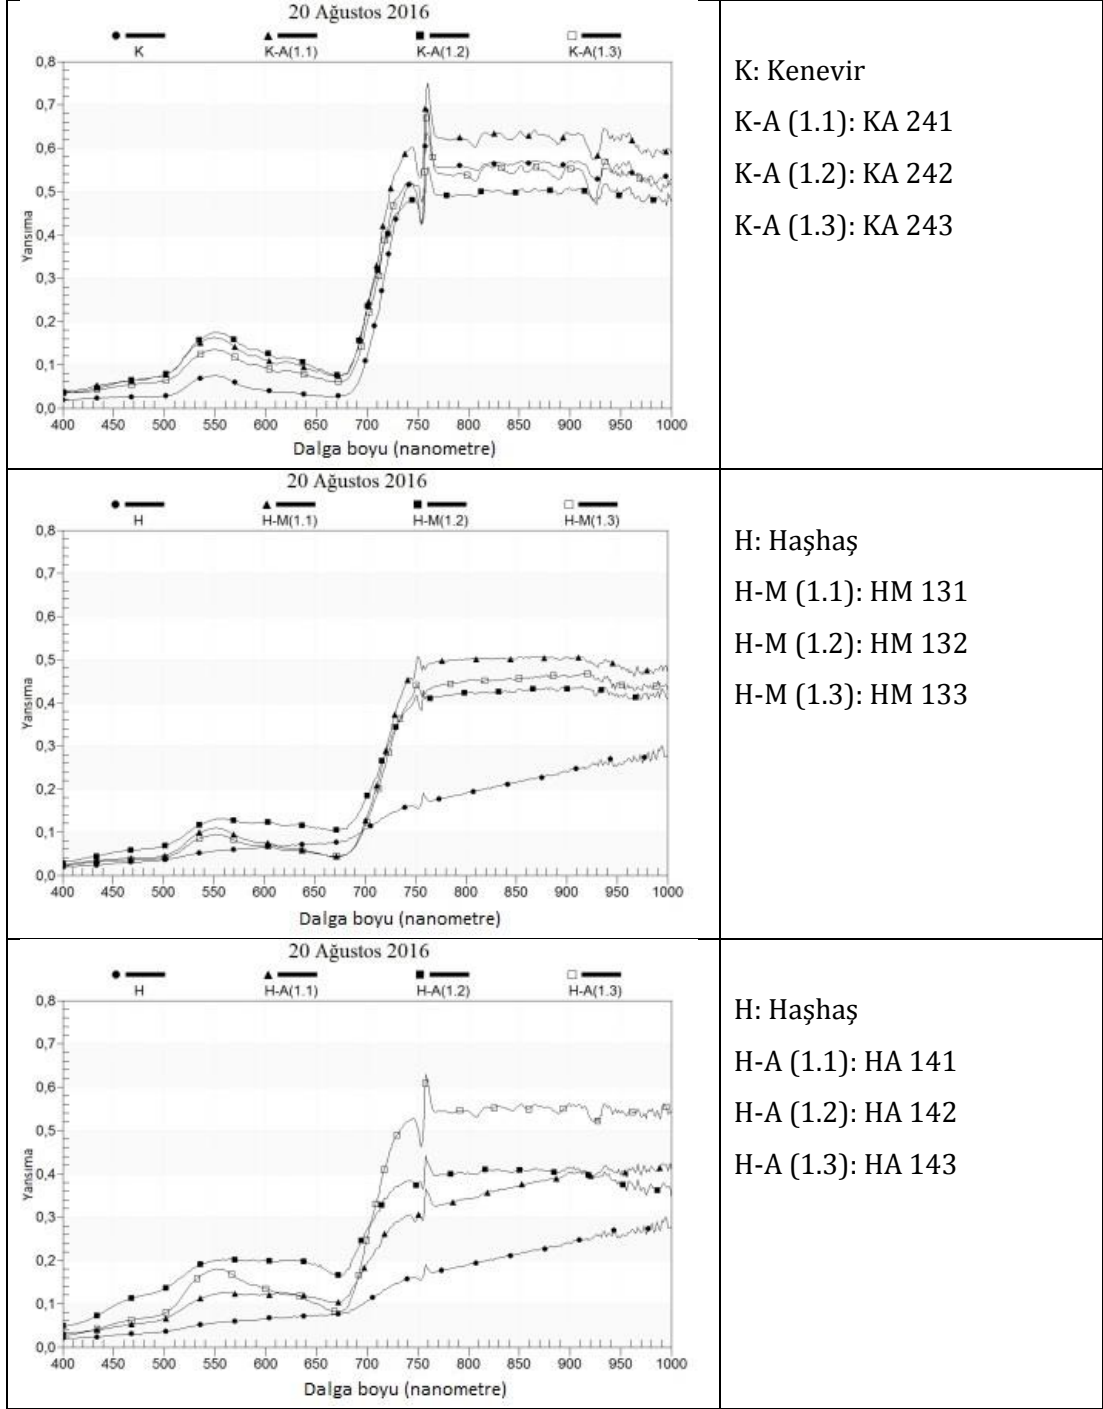 20 Ağustos 2016
K K-A(1.1) K-A(1.2) K-A(1.3)
0,8
0,7
0,6
0,5
0,4
0,3
0,2
0,1
0,0
Yansıma
400 450 500 550 600 650 700 750 800 850 900 950 1000
Dalga boyu (nanometre)
K: Kenevir
K-A (1.1): KA 241
K-A (1.2): KA 242
K-A (1.3): KA 243
20 Ağustos 2016
H H-M(1.1) H-M(1.2) H-M(1.3)
0,8
0,7
0,6
0,5
0,4
0,3
0,2
0,1
0,0
Yansıma
400 450 500 550 600 650 700 750 800 850 900 950 1000
Dalga boyu (nanometre)
H: Haşhaş
H-M (1.1): HM 131
H-M (1.2): HM 132
H-M (1.3): HM 133
20 Ağustos 2016
H H-A(1.1) H-A(1.2) H-A(1.3)
0,8
0,7
0,6
0,5
0,4
0,3
0,2
0,1
0,0
Yansıma
400 450 500 550 600 650 700 750 800 850 900 950 1000
Dalga boyu (nanometre)
H: Haşhaş
H-A (1.1): HA 141
H-A (1.2): HA 142
H-A (1.3): HA 143